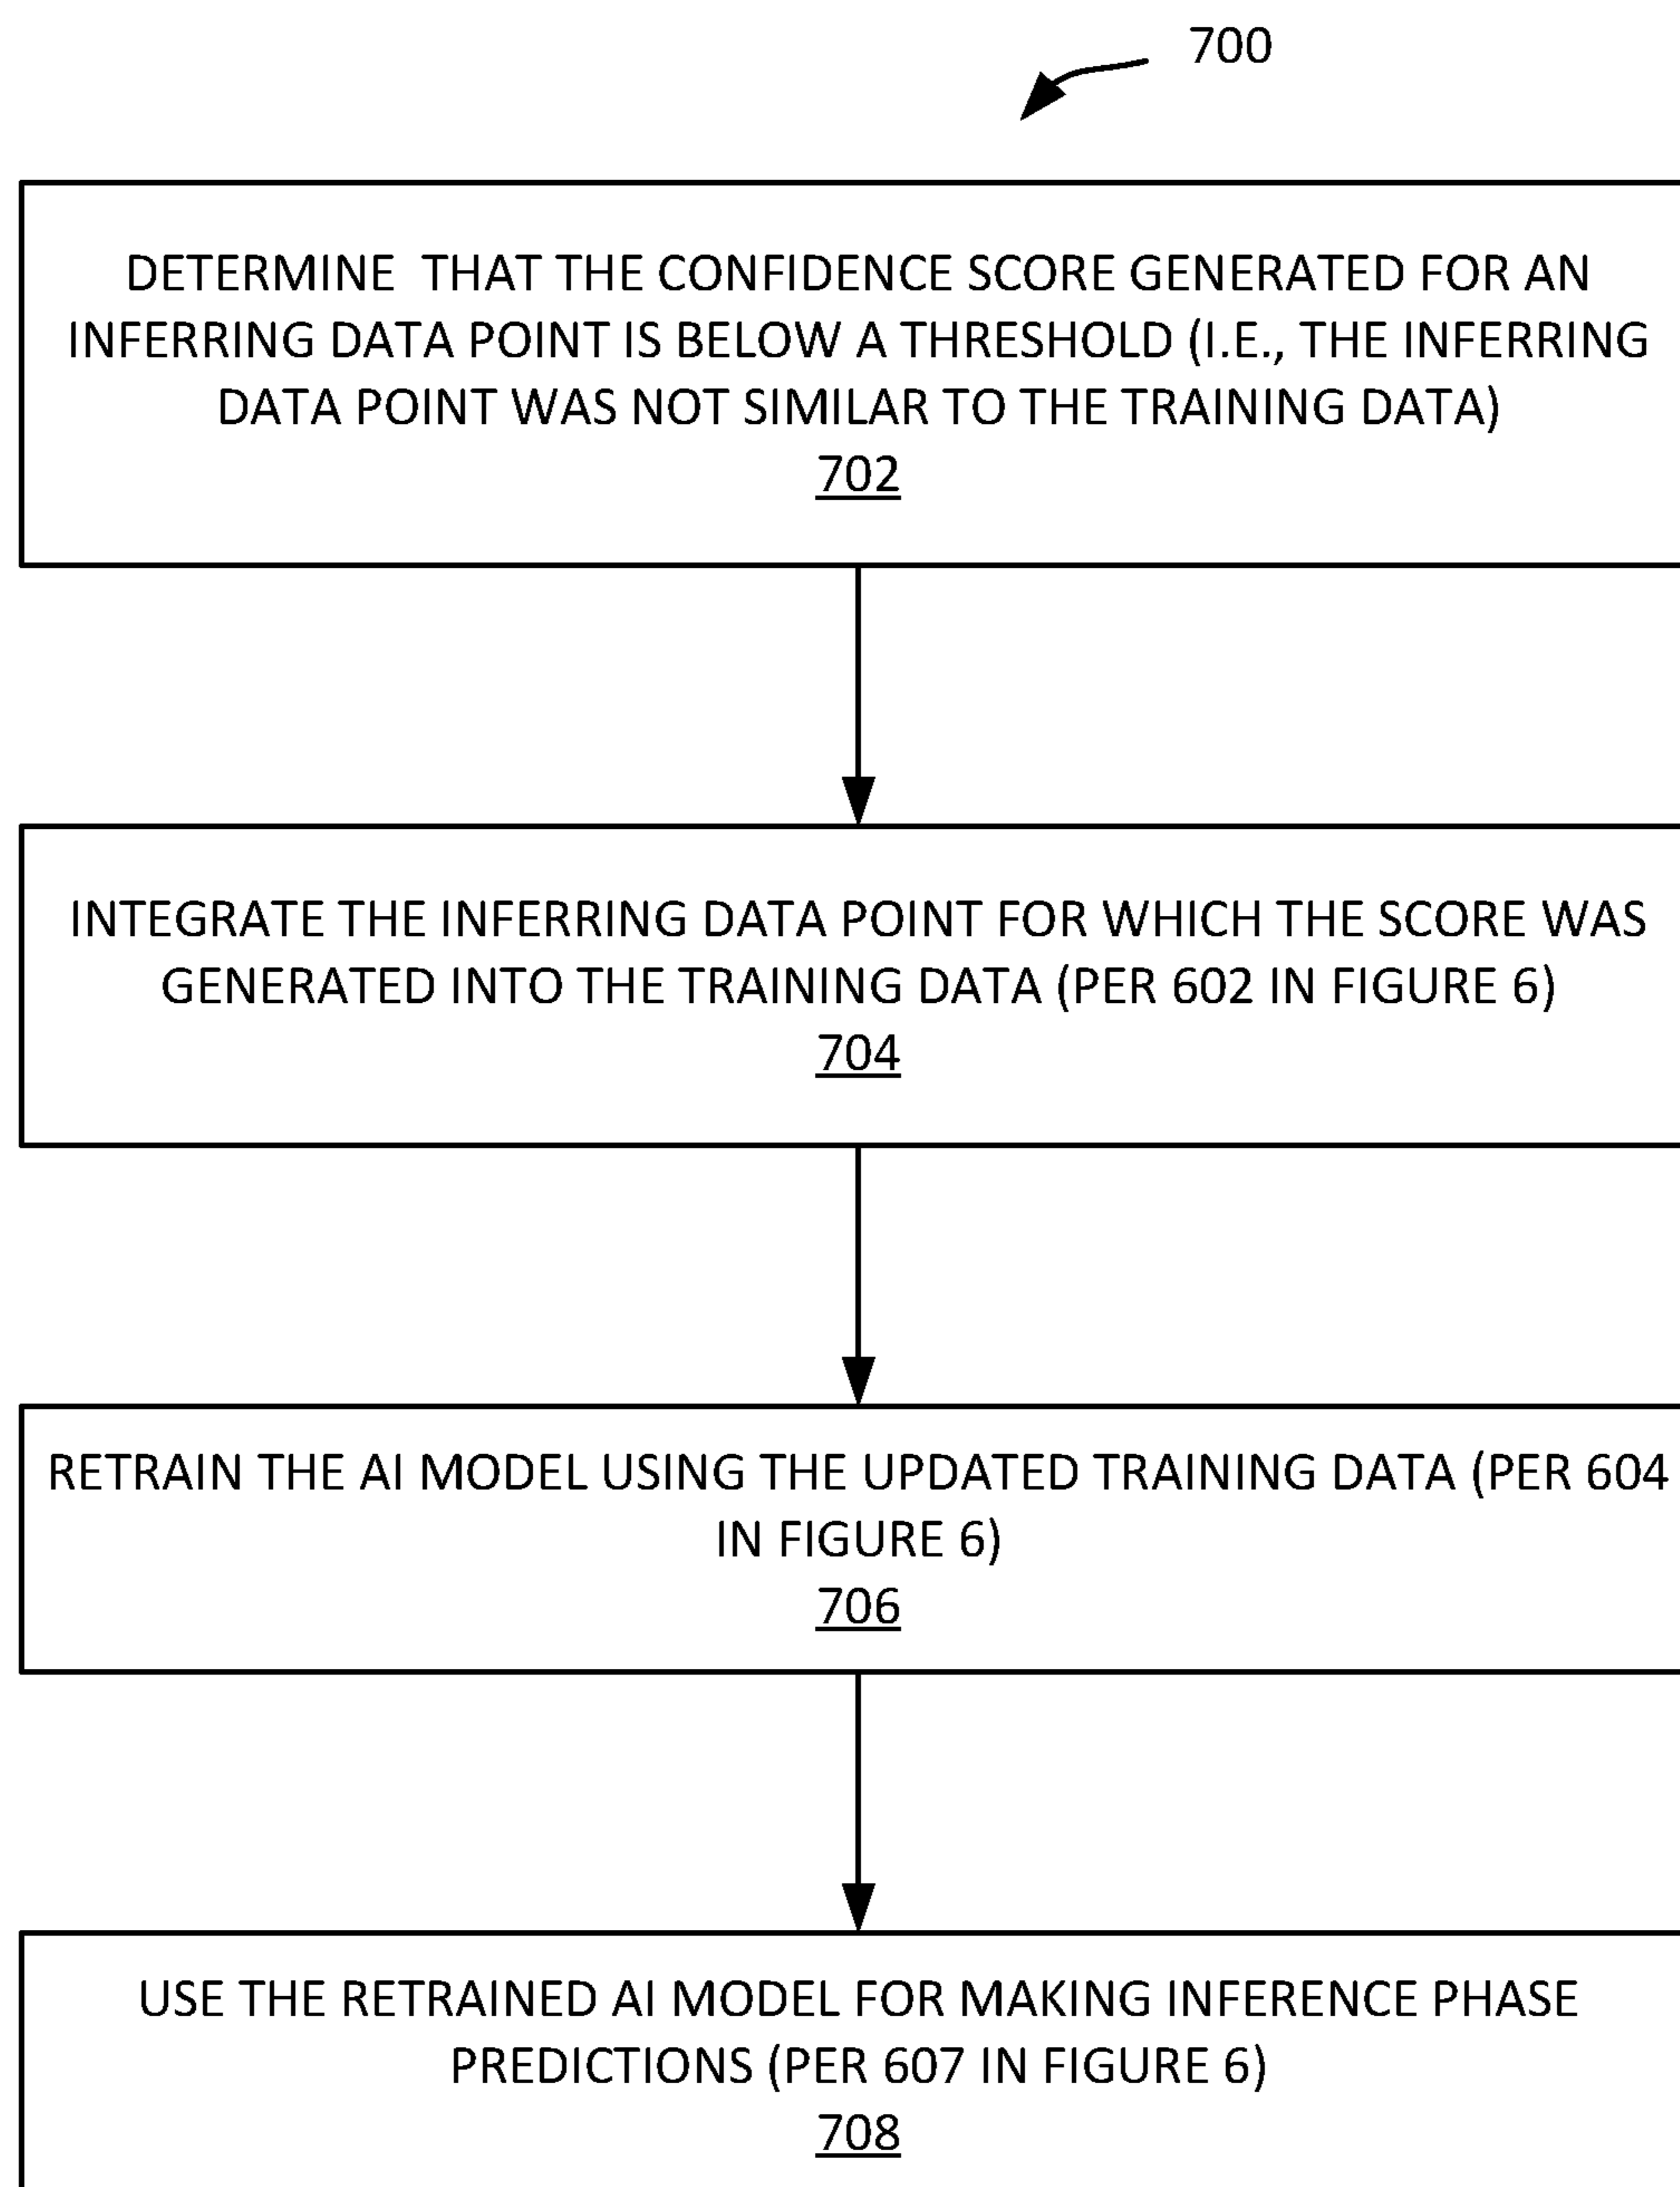 700
DETERMINE THAT THE CONFIDENCE SCORE GENERATED FOR AN
INFERRING DATA POINT IS BELOW A THRESHOLD (I.E., THE INFERRING
DATA POINT WAS NOT SIMILAR TO THE TRAINING DATA)
702
INTEGRATE THE INFERRING DATA POINT FOR WHICH THE SCORE WAS
GENERATED INTO THE TRAINING DATA (PER 602 IN FIGURE 6)
704
RETRAIN THE AI MODEL USING THE UPDATED TRAINING DATA (PER 604
IN FIGURE 6)
706
USE THE RETRAINED AI MODEL FOR MAKING INFERENCE PHASE
PREDICTIONS (PER 607 IN FIGURE 6)
708